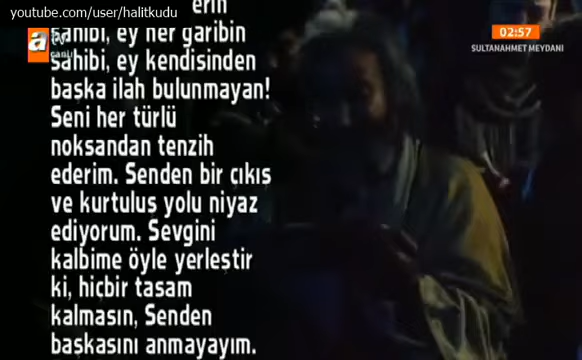 youtube.com/user/halitkudu
erin
sahibi, ey her garibin
sahibi, ey kendisinden
başka ilah bulunmayan!
Seni her türlü
noksandan tenzih
ederim. Senden bir çıkış
ve kurtuluş yolu niyaz
ediyorum. Sevgini
kalbime öyle yerleştir
ki, hiçbir tasam
kalmasın, Senden
başkasını anmayayım.
atv
canlı
02:57
SULTANAHMET MEYDANI